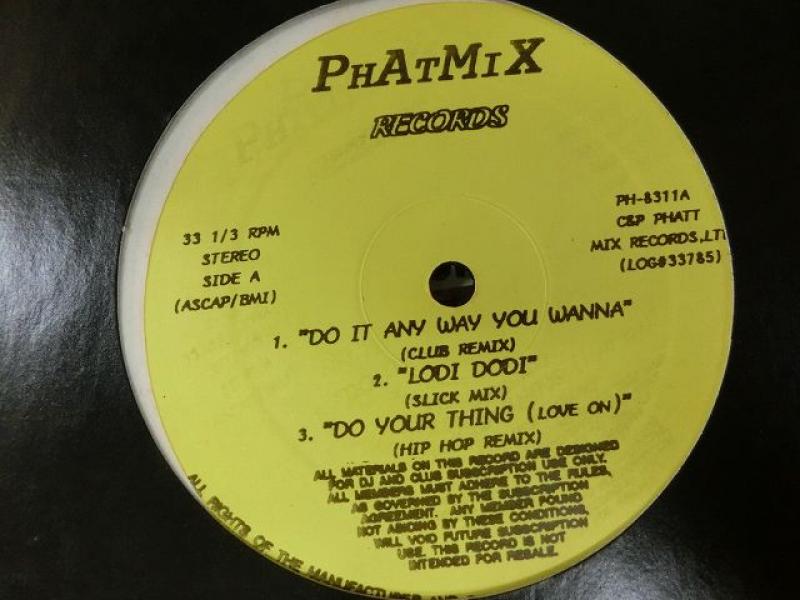 PHATMIX
RECORDS
33 1/3 RPM
STEREO
SIDE A
(ASCAP/BMI)
PH-8311A
C&P PHATT
MIX RECORDS,LT
(LOG#33785)
1. "DO IT ANY WAY YOU WANNA"
(CLUB REMIX)
2. "LODI DODI"
(SLICK MIX)
3. "DO YOUR THING (LOVE ON)"
(HIP HOP REMIX)
ALL MATERIALS ON THIS RECORD ARE DESIGNED
FOR DJ AND CLUB SUBSCRIPTION USE ONLY.
ALL MEMBERS MUST ADHERE TO THE RULES,
AS GOVERNED BY THE SUBSCRIPTION
AGREEMENT. ANY MEMBER FOUND
NOT ABIDING BY THESE CONDITIONS,
WILL VOID FUTURE SUBSCRIPTION
USE. THIS RECORD IS NOT
INTENDED FOR RESALE.
ALL RIGHTS OF THE MANUFACTURER AND